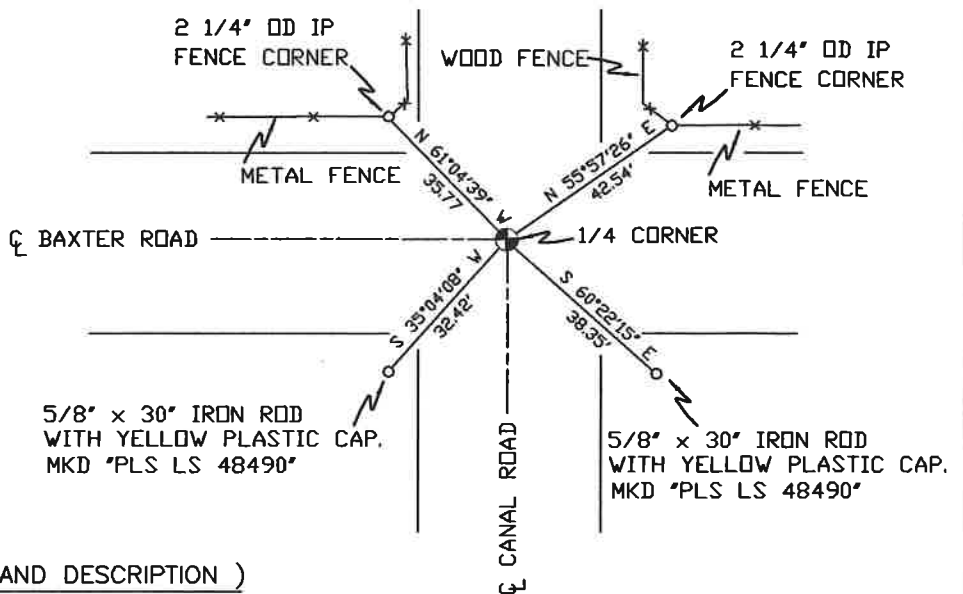 2 1/4" OD IP
FENCE CORNER
WOOD FENCE
2 1/4" OD IP
FENCE CORNER
METAL FENCE
N 61°04'39" W
35.77
N 55°57'26" E
42.54'
METAL FENCE
℄ BAXTER ROAD
1/4 CORNER
S 35°04'08" W
32.42'
S 60°22'15" E
38.35'
5/8" x 30" IRON ROD
WITH YELLOW PLASTIC CAP.
MKD "PLS LS 48490"
5/8" x 30" IRON ROD
WITH YELLOW PLASTIC CAP.
MKD "PLS LS 48490"
℄ CANAL ROAD
AND DESCRIPTION )